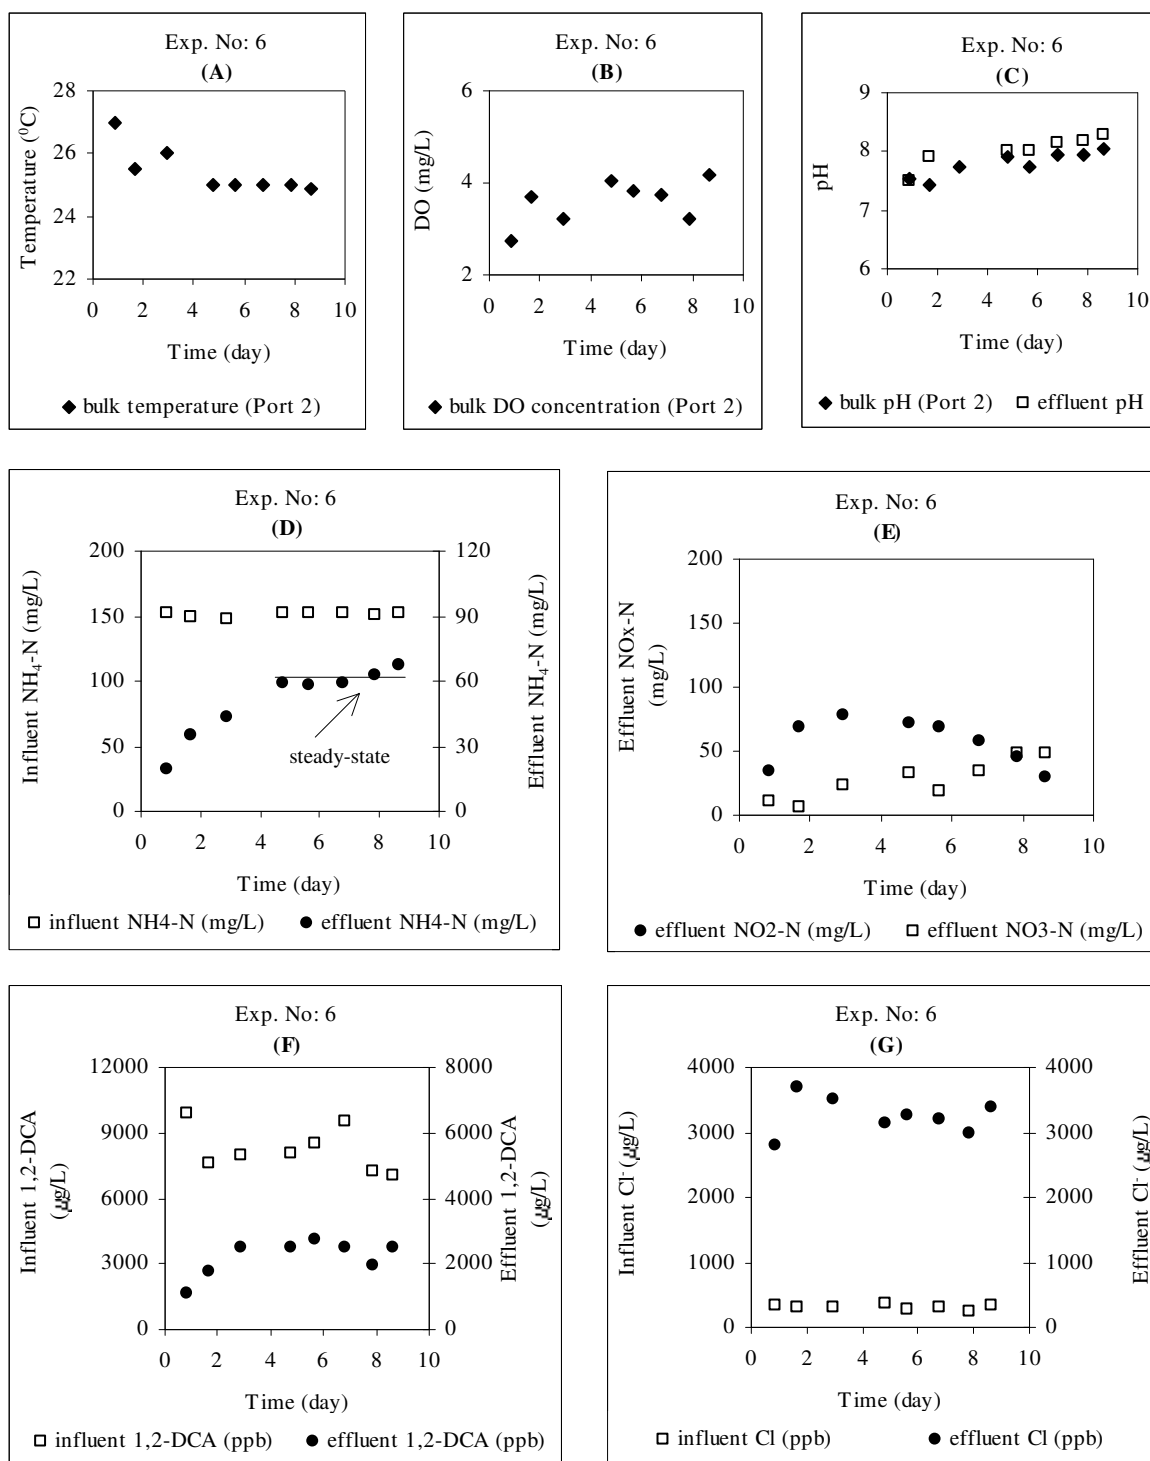 Exp. No: 6
(A)
Temperature (⁰C)
28
26
24
22
0 2 4 6 8 10
Time (day)
◆ bulk temperature (Port 2)
Exp. No: 6
(B)
DO (mg/L)
6
4
2
0 2 4 6 8 10
Time (day)
◆ bulk DO concentration (Port 2)
Exp. No: 6
(C)
pH
9
8
7
6
0 2 4 6 8 10
Time (day)
◆ bulk pH (Port 2) □ effluent pH
Exp. No: 6
(D)
Influent NH₄-N (mg/L)
200
150
100
50
0
steady-state
120
90
60
30
0
Effluent NH₄-N (mg/L)
0 2 4 6 8 10
Time (day)
□ influent NH4-N (mg/L) ● effluent NH4-N (mg/L)
Exp. No: 6
(E)
Effluent NOx-N
(mg/L)
200
150
100
50
0
0 2 4 6 8 10
Time (day)
● effluent NO2-N (mg/L) □ effluent NO3-N (mg/L)
Exp. No: 6
(F)
Influent 1,2-DCA
(µg/L)
12000
9000
6000
3000
0
8000
6000
4000
2000
0
Effluent 1,2-DCA
(µg/L)
0 2 4 6 8 10
Time (day)
□ influent 1,2-DCA (ppb) ● effluent 1,2-DCA (ppb)
Exp. No: 6
(G)
Influent Cl⁻ (µg/L)
4000
3000
2000
1000
0
4000
3000
2000
1000
0
Effluent Cl⁻ (µg/L)
0 2 4 6 8 10
Time (day)
□ influent Cl (ppb) ● effluent Cl (ppb)